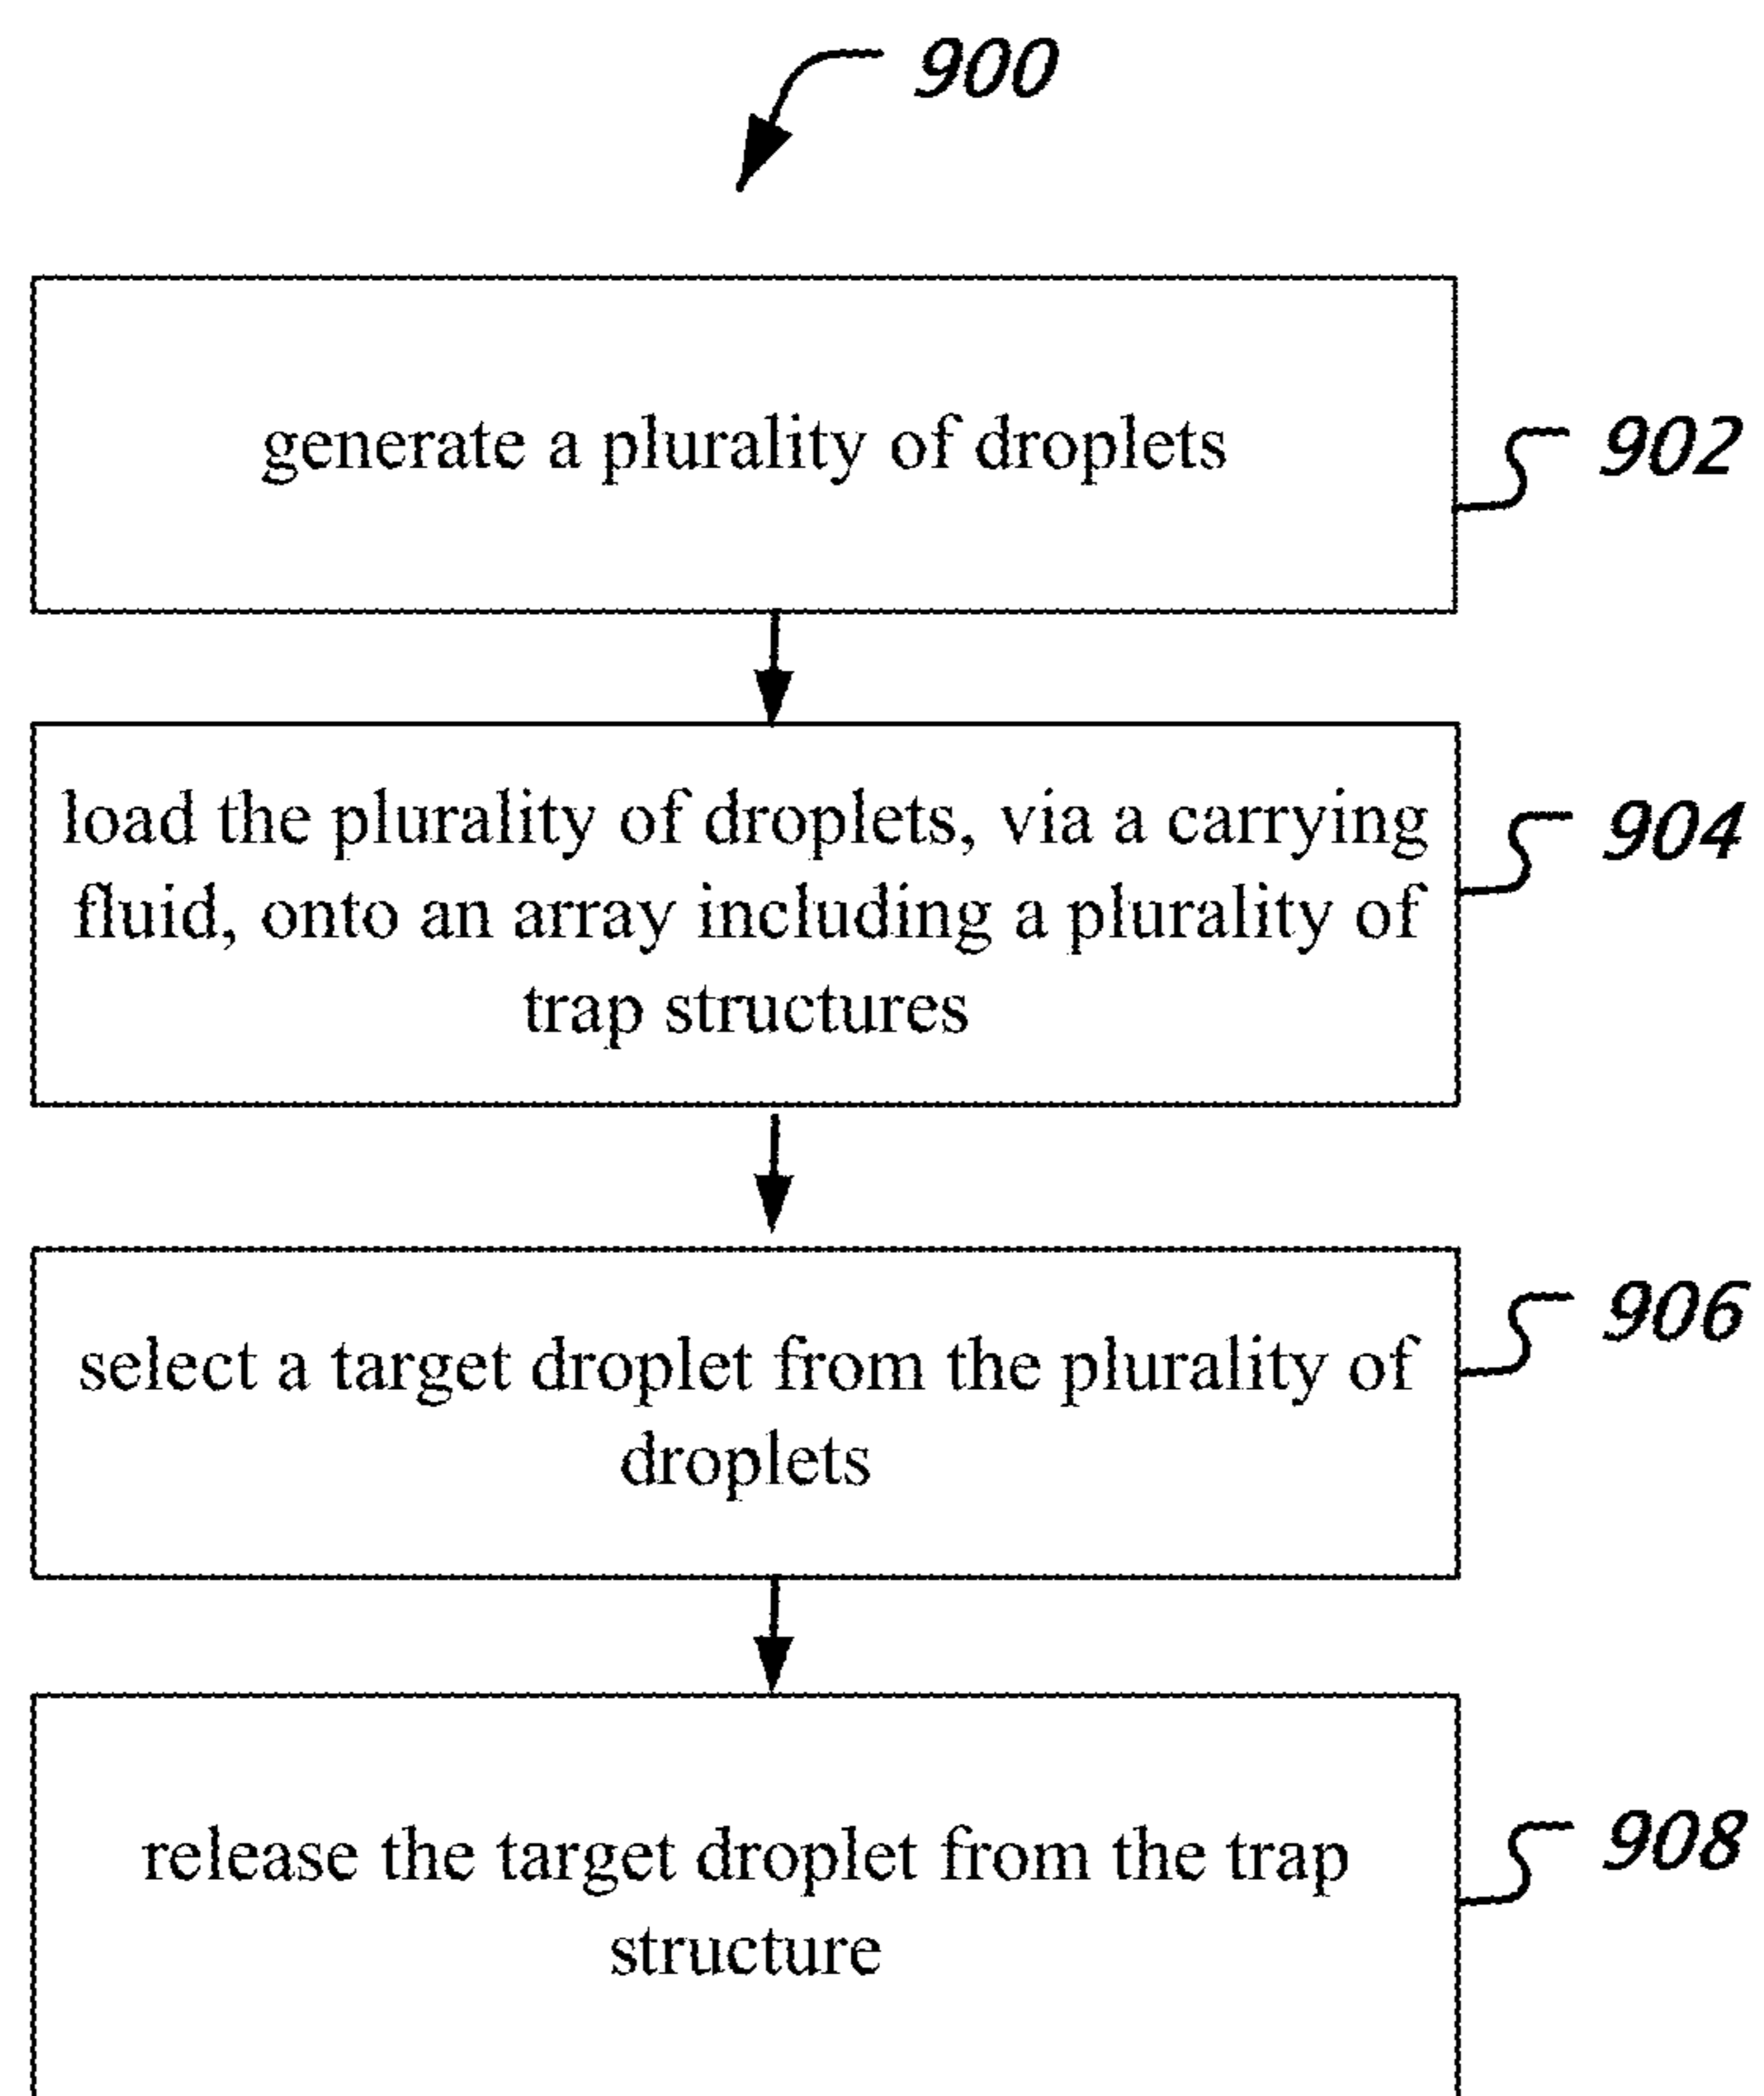 900
generate a plurality of droplets
902
load the plurality of droplets, via a carrying
fluid, onto an array including a plurality of
trap structures
904
select a target droplet from the plurality of
droplets
906
release the target droplet from the trap
structure
908